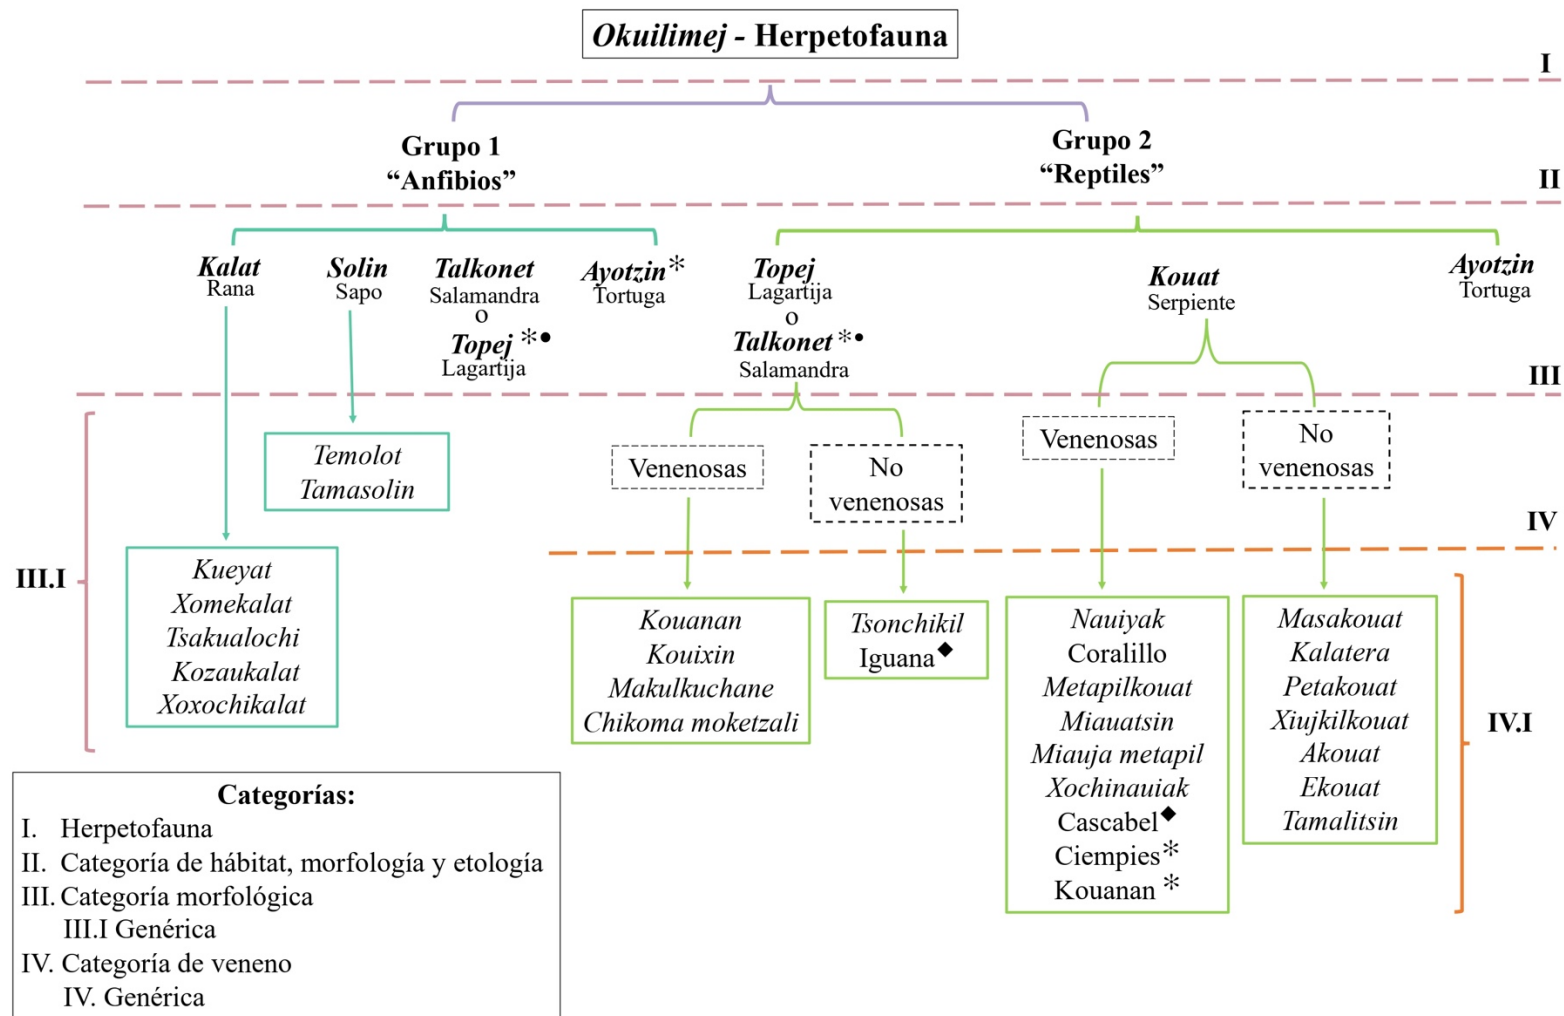 Okuilimej - Herpetofauna
I
Grupo 1
“Anfibios”
Grupo 2
“Reptiles”
II
Kalat
Rana
Solin
Sapo
Talkonet
Salamandra
o
Topej *•
Lagartija
Ayotzin*
Tortuga
Topej
Lagartija
o
Talkonet *•
Salamandra
Kouat
Serpiente
Ayotzin
Tortuga
III
III.I
Temolot
Tamasolin
Kueyat
Xomekalat
Tsakualochi
Kozaukalat
Xoxochikalat
Venenosas
No
venenosas
Venenosas
No
venenosas
IV
Kouanan
Kouixin
Makulkuchane
Chikoma moketzali
Tsonchikil
Iguana◆
Nauiyak
Coralillo
Metapilkouat
Miauatsin
Miauja metapil
Xochinauiak
Cascabel◆
Ciempies*
Kouanan *
Masakouat
Kalatera
Petakouat
Xiujkilkouat
Akouat
Ekouat
Tamalitsin
IV.I
Categorías:
I. Herpetofauna
II. Categoría de hábitat, morfología y etología
III. Categoría morfológica
III.I Genérica
IV. Categoría de veneno
IV. Genérica